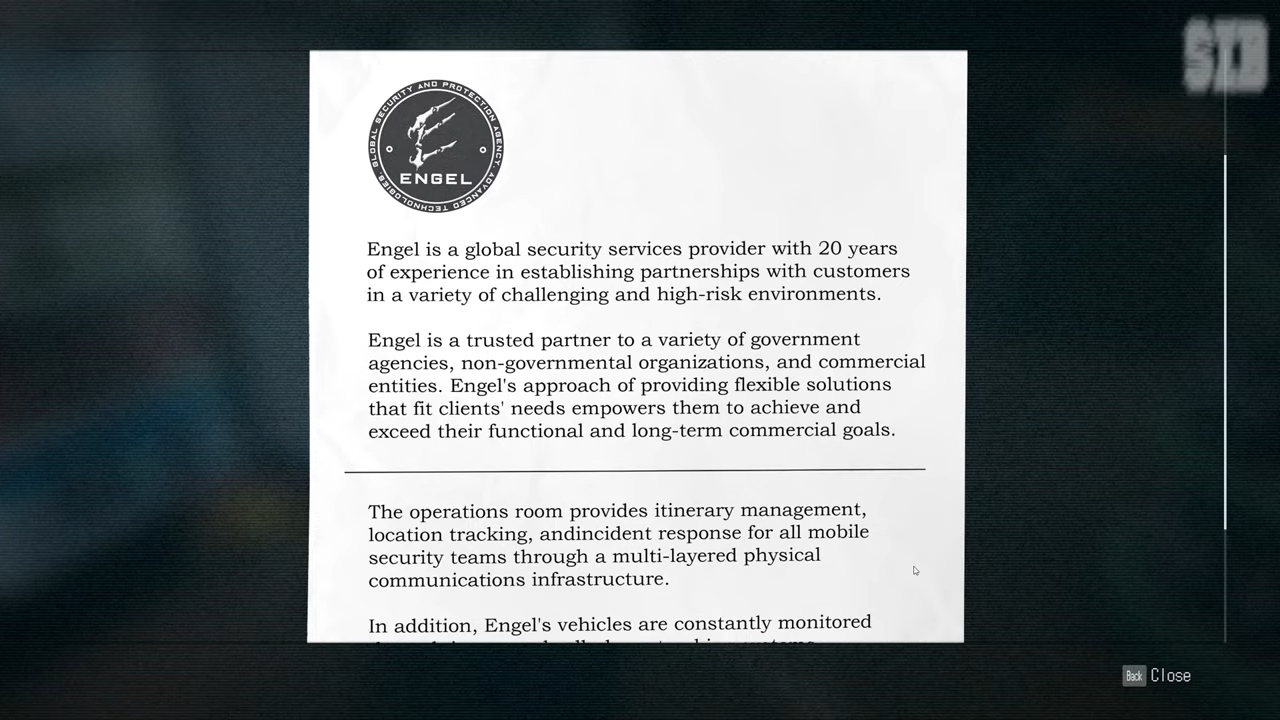 SIB
GLOBAL SECURITY AND PROTECTION AGENCY. ADVANCED TECHNOLOGIES.
ENGEL
Engel is a global security services provider with 20 years
of experience in establishing partnerships with customers
in a variety of challenging and high-risk environments.
Engel is a trusted partner to a variety of government
agencies, non-governmental organizations, and commercial
entities. Engel's approach of providing flexible solutions
that fit clients' needs empowers them to achieve and
exceed their functional and long-term commercial goals.
The operations room provides itinerary management,
location tracking, andincident response for all mobile
security teams through a multi-layered physical
communications infrastructure.
In addition, Engel's vehicles are constantly monitored
Back Close